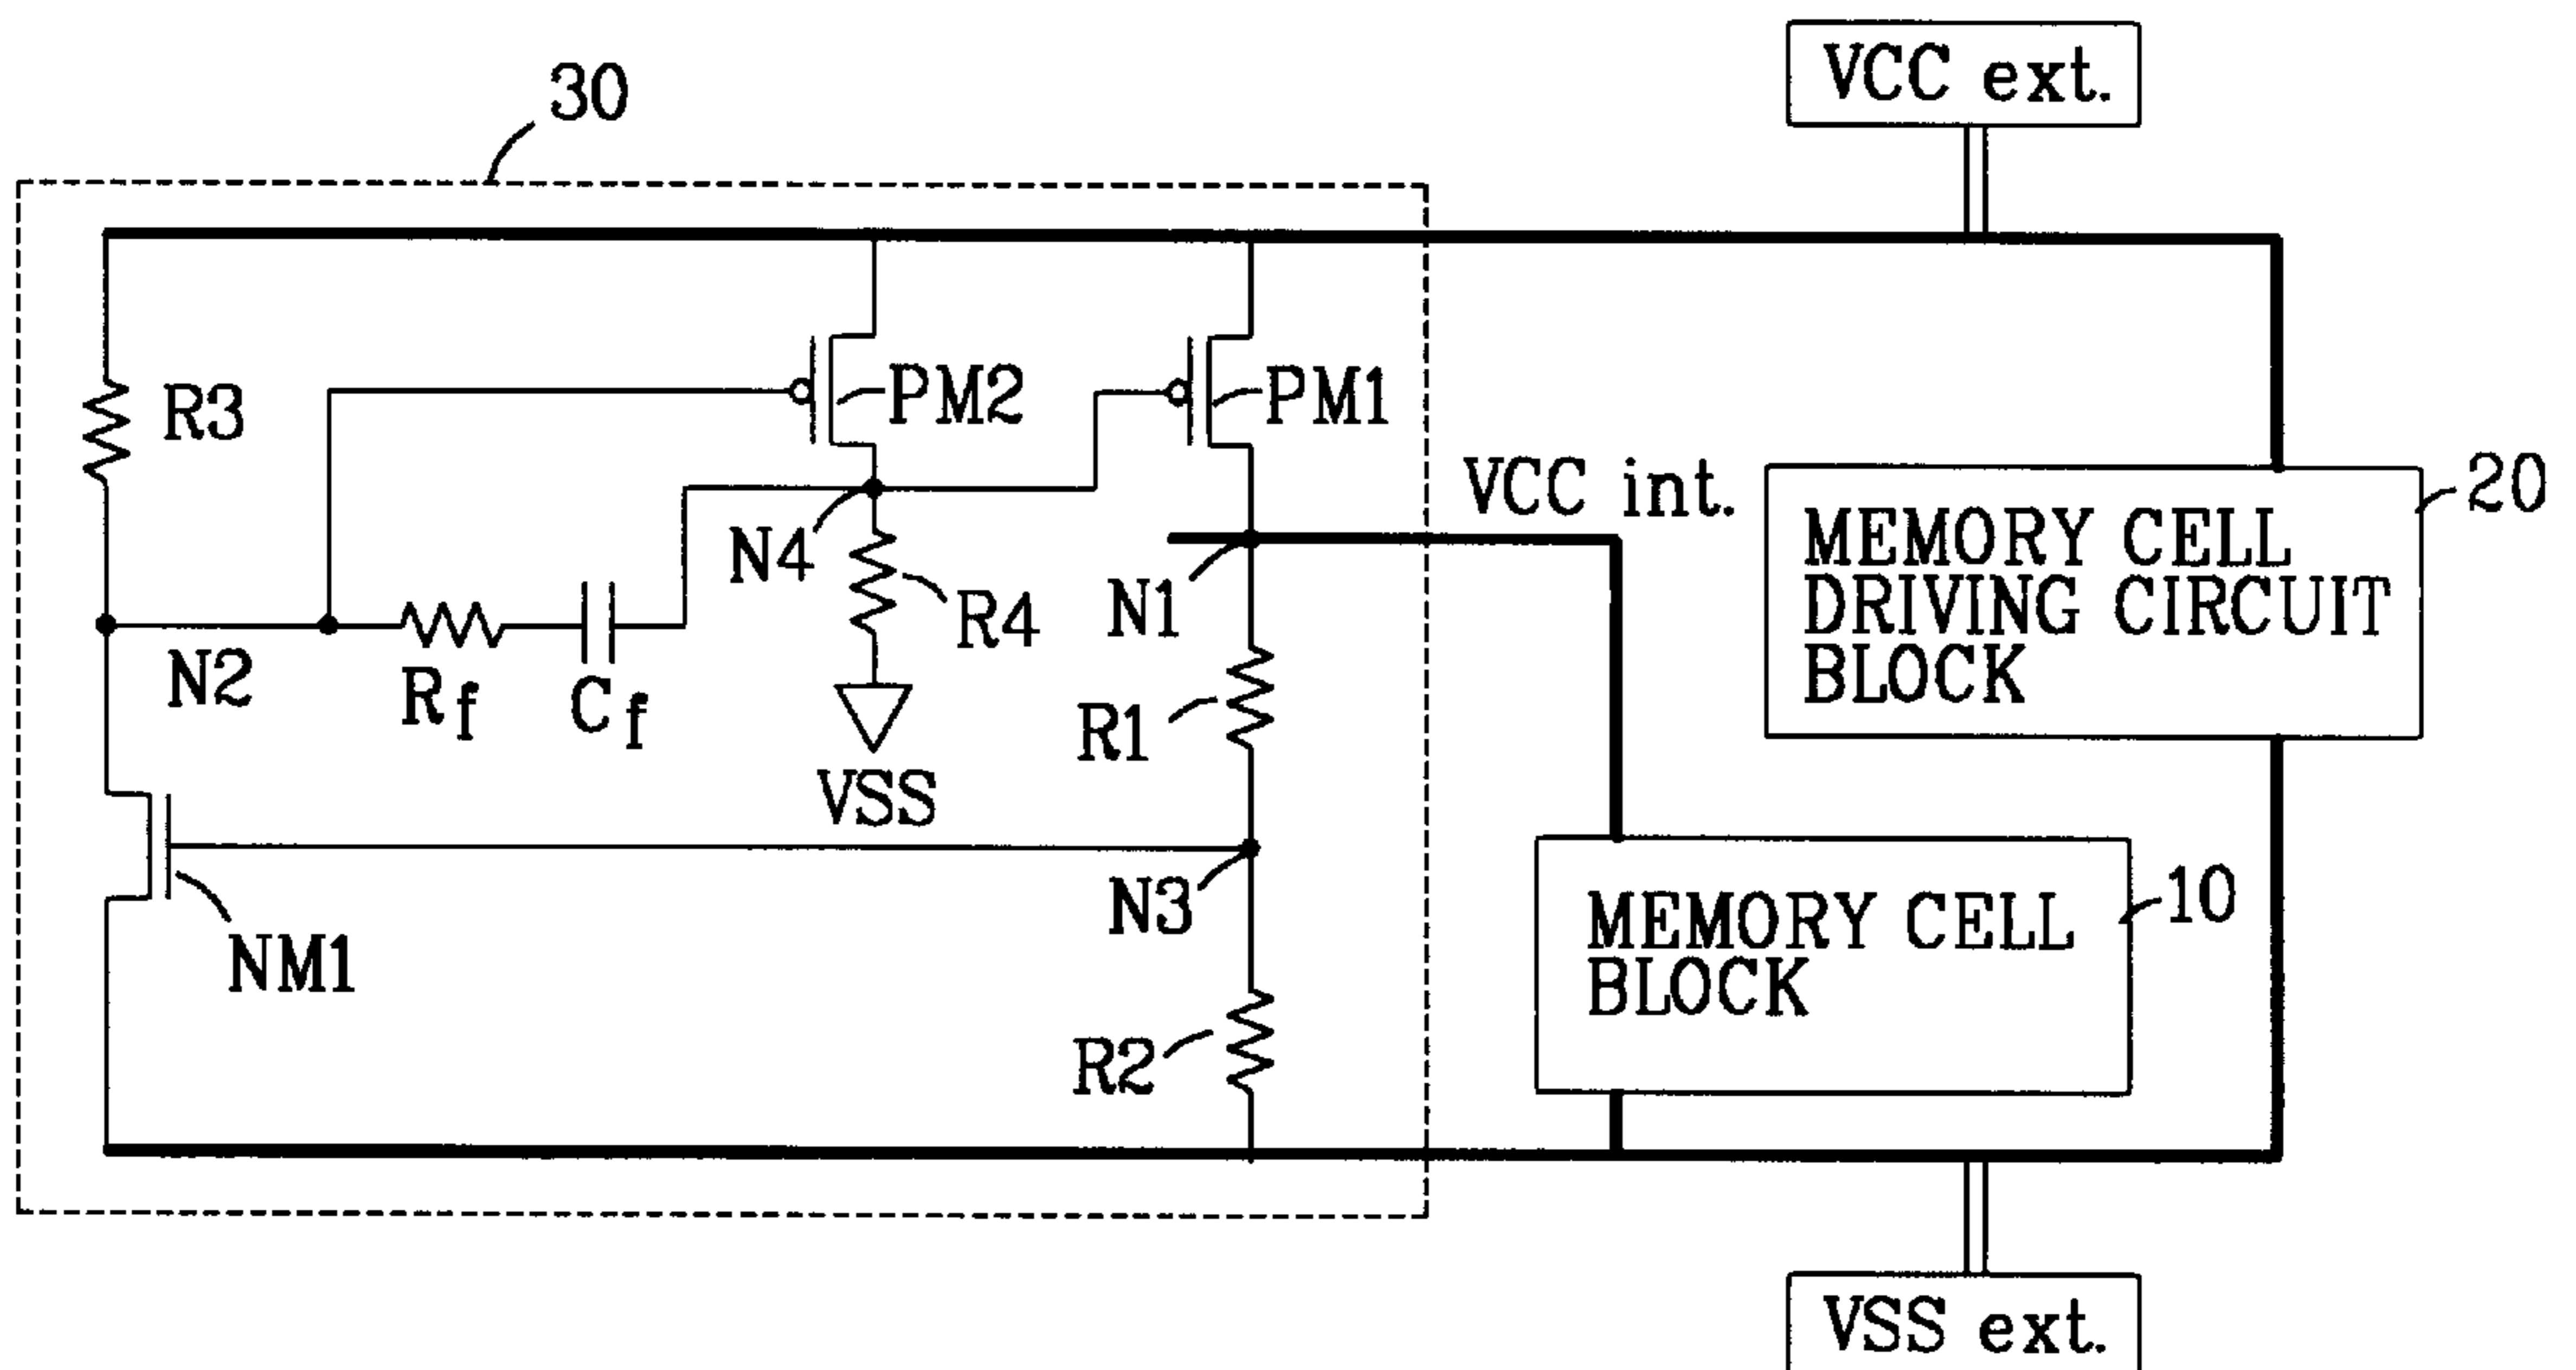 VCC ext.
30
R3
PM2
PM1
VCC int.
20
MEMORY CELL
DRIVING CIRCUIT
BLOCK
N4
R4
N1
N2
Rf
Cf
R1
VSS
N3
10
MEMORY CELL
BLOCK
NM1
R2
VSS ext.